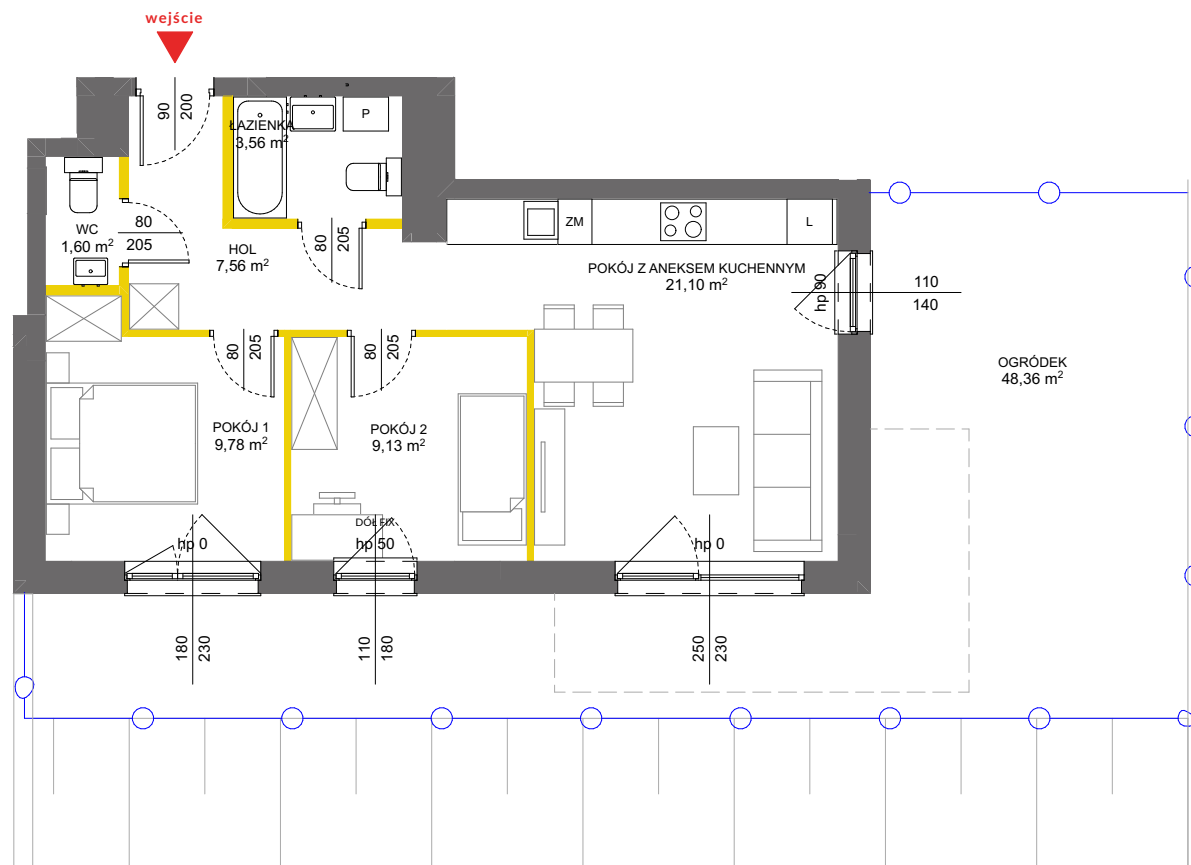 wejście
90
200
ŁAZIENKA
3,56 m²
P
WC
1,60 m²
80
205
HOL
7,56 m²
80
205
ZM
L
POKÓJ Z ANEKSEM KUCHENNYM
21,10 m²
hp 90
110
140
OGRÓDEK
48,36 m²
80
205
80
205
POKÓJ 1
9,78 m²
POKÓJ 2
9,13 m²
DÓŁ FIX
hp 0
hp 50
hp 0
180
230
110
180
250
230